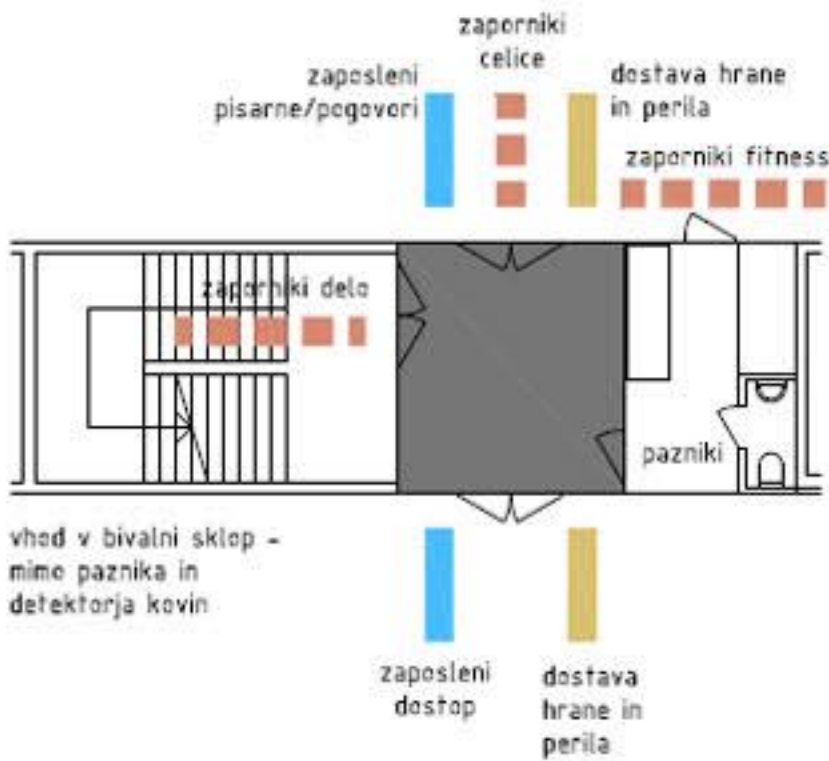 zaporniki
celice
zaposleni
pisarne/pogovori
dostava hrane
in perila
zaporniki fitness
zaporniki delo
pazniki
vhod v bivalni sklop -
mimo paznika in
detektorja kovin
zaposleni
dostop
dostava
hrane in
perila